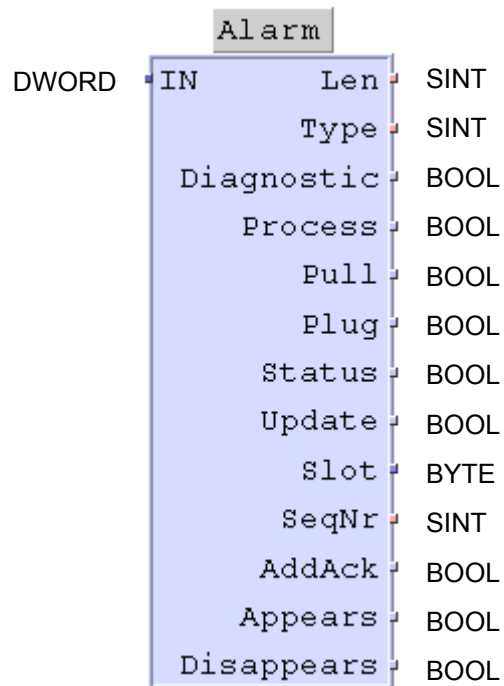 Alarm
DWORD IN Len SINT
Type SINT
Diagnostic BOOL
Process BOOL
Pull BOOL
Plug BOOL
Status BOOL
Update BOOL
Slot BYTE
SeqNr SINT
AddAck BOOL
Appears BOOL
Disappears BOOL